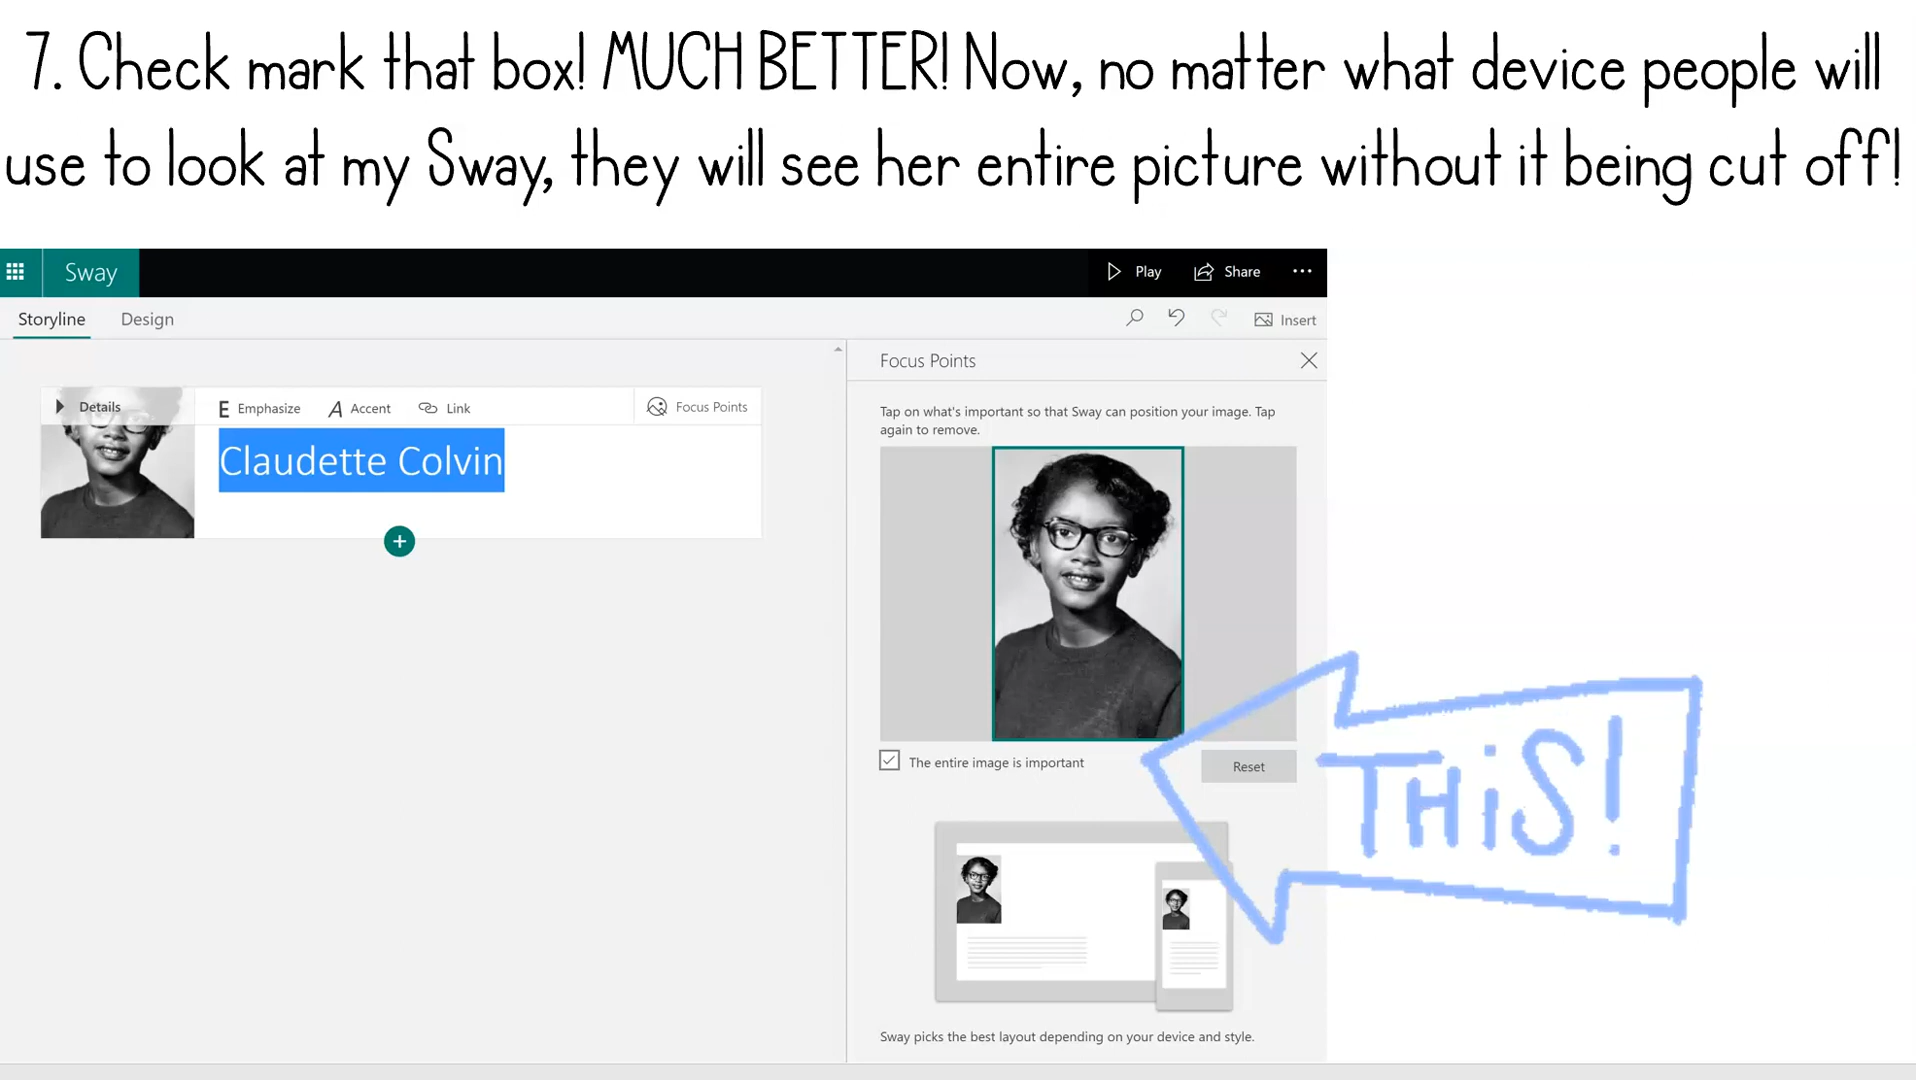 7. Check mark that box! MUCH BETTER! Now, no matter what device people will
use to look at my Sway, they will see her entire picture without it being cut off!
Sway
Play
Share
Storyline
Design
Insert
Focus Points
Details
Emphasize
Accent
Link
Focus Points
Claudette Colvin
Tap on what's important so that Sway can position your image. Tap
again to remove.
The entire image is important
Reset
THiS!
Sway picks the best layout depending on your device and style.